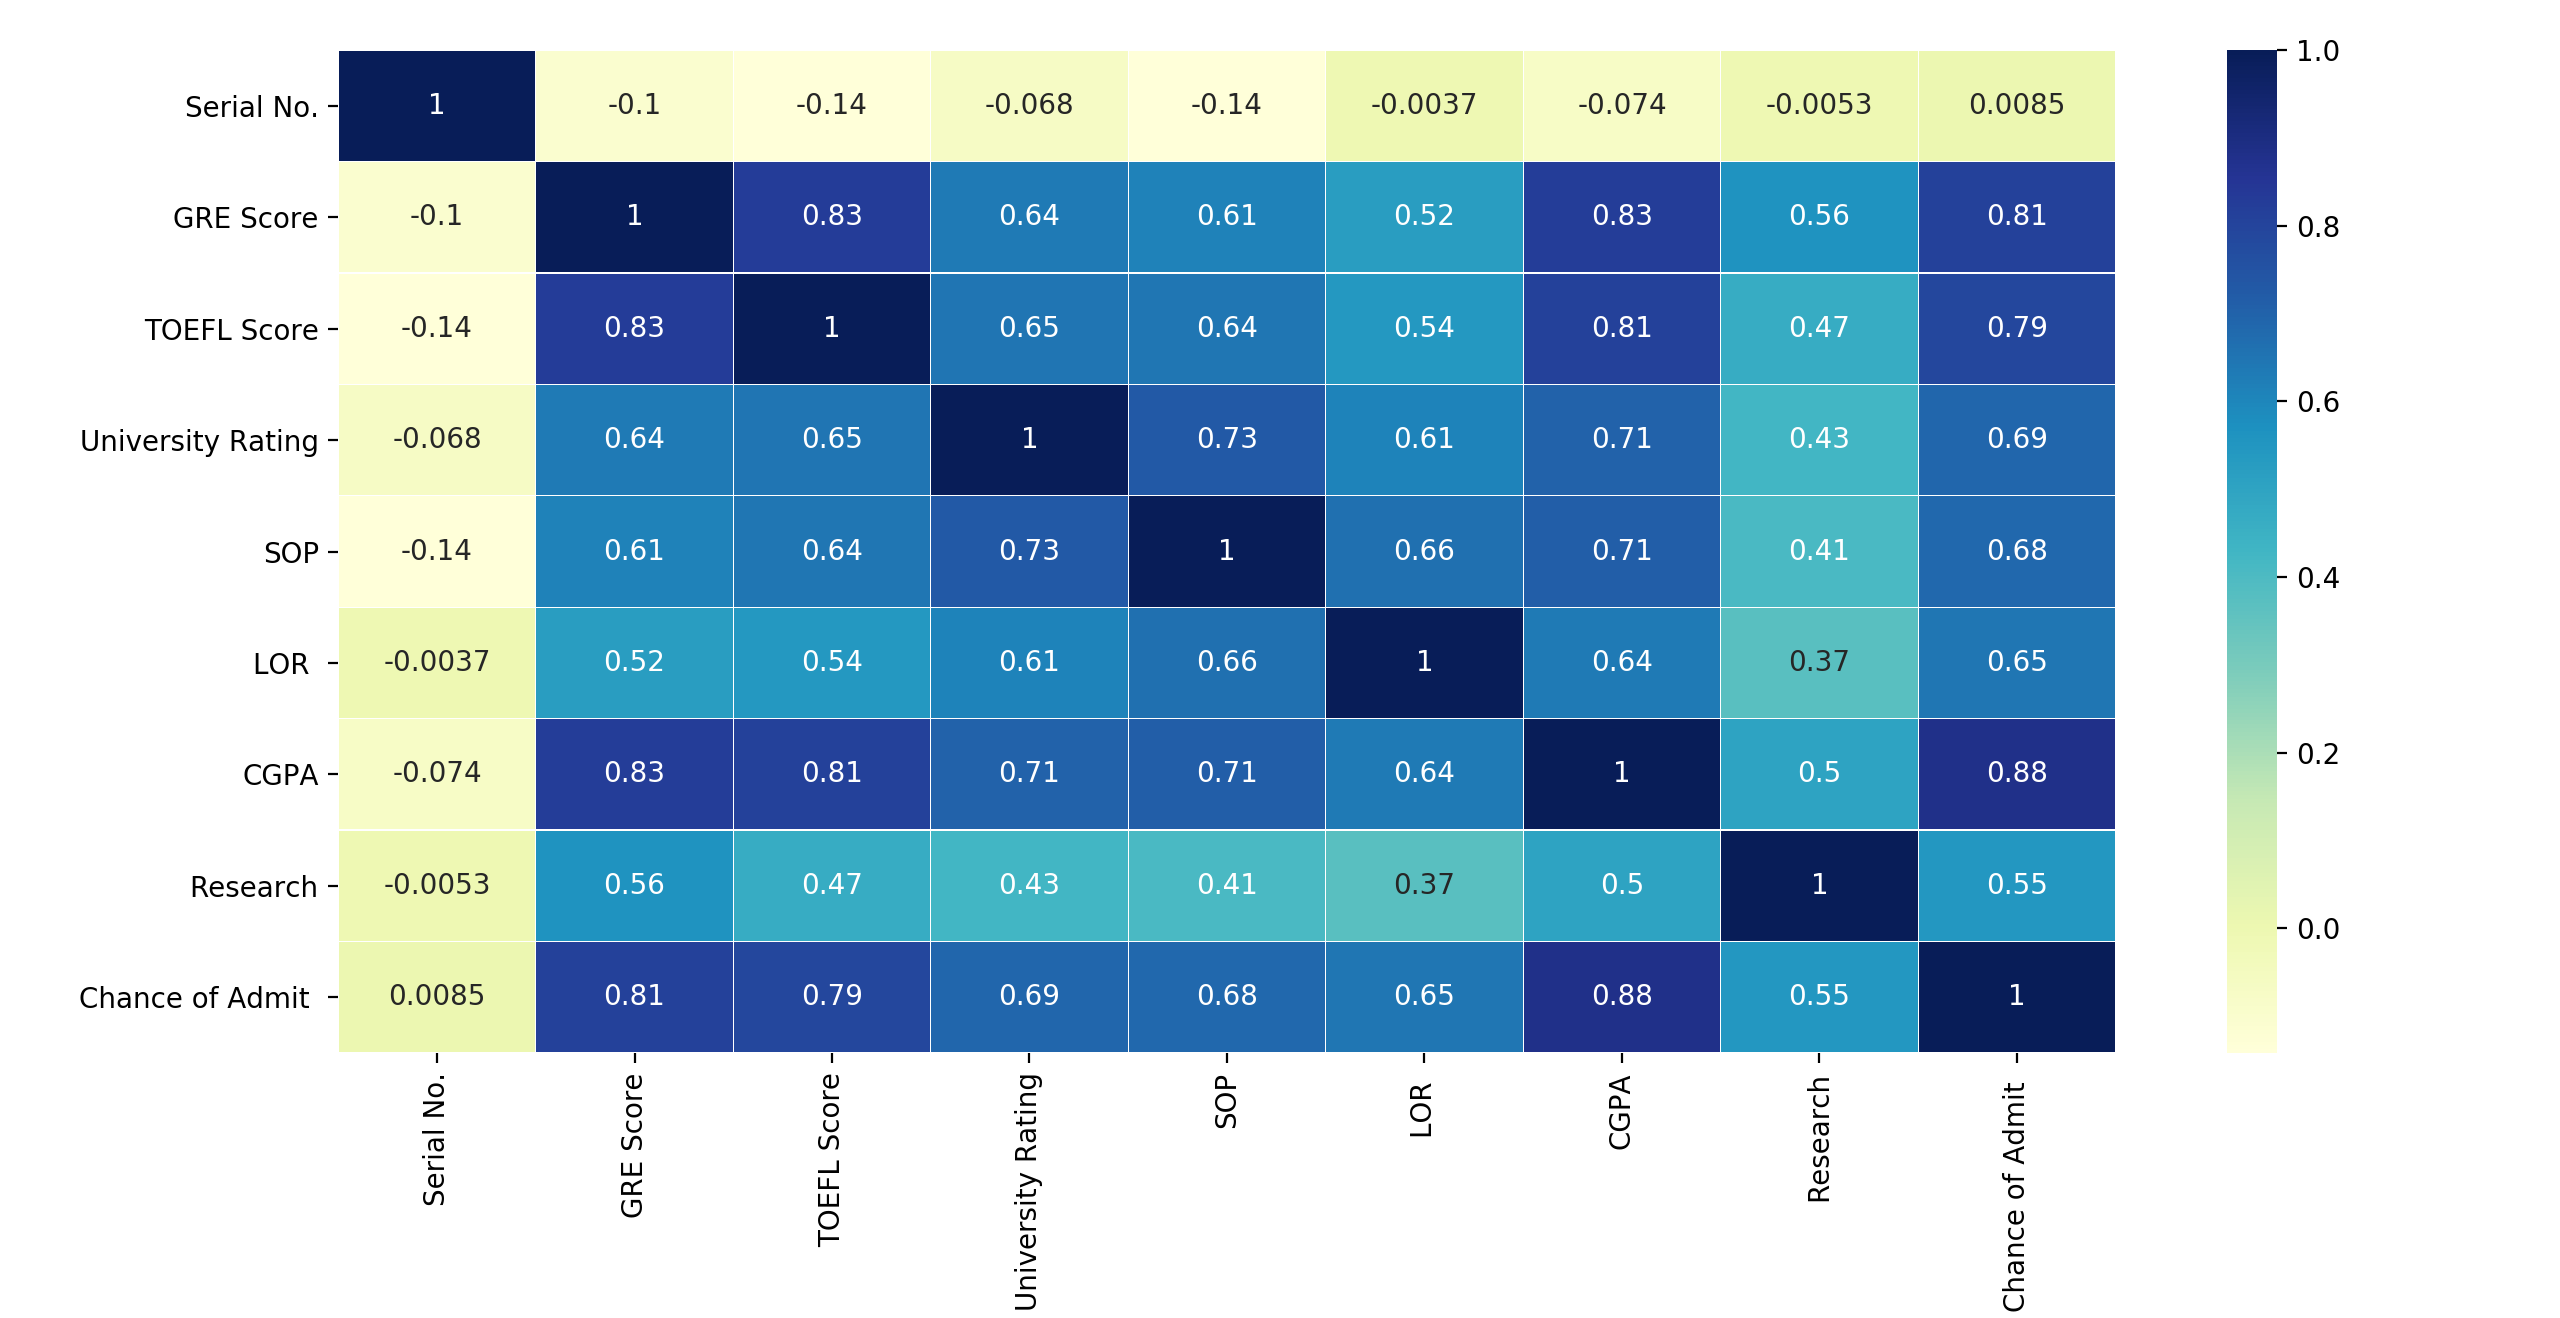 Serial No. 1 -0.1 -0.14 -0.068 -0.14 -0.0037 -0.074 -0.0053 0.0085
GRE Score -0.1 1 0.83 0.64 0.61 0.52 0.83 0.56 0.81
TOEFL Score -0.14 0.83 1 0.65 0.64 0.54 0.81 0.47 0.79
University Rating -0.068 0.64 0.65 1 0.73 0.61 0.71 0.43 0.69
SOP -0.14 0.61 0.64 0.73 1 0.66 0.71 0.41 0.68
LOR -0.0037 0.52 0.54 0.61 0.66 1 0.64 0.37 0.65
CGPA -0.074 0.83 0.81 0.71 0.71 0.64 1 0.5 0.88
Research -0.0053 0.56 0.47 0.43 0.41 0.37 0.5 1 0.55
Chance of Admit 0.0085 0.81 0.79 0.69 0.68 0.65 0.88 0.55 1
Serial No.
GRE Score
TOEFL Score
University Rating
SOP
LOR
CGPA
Research
Chance of Admit
1.0
0.8
0.6
0.4
0.2
0.0